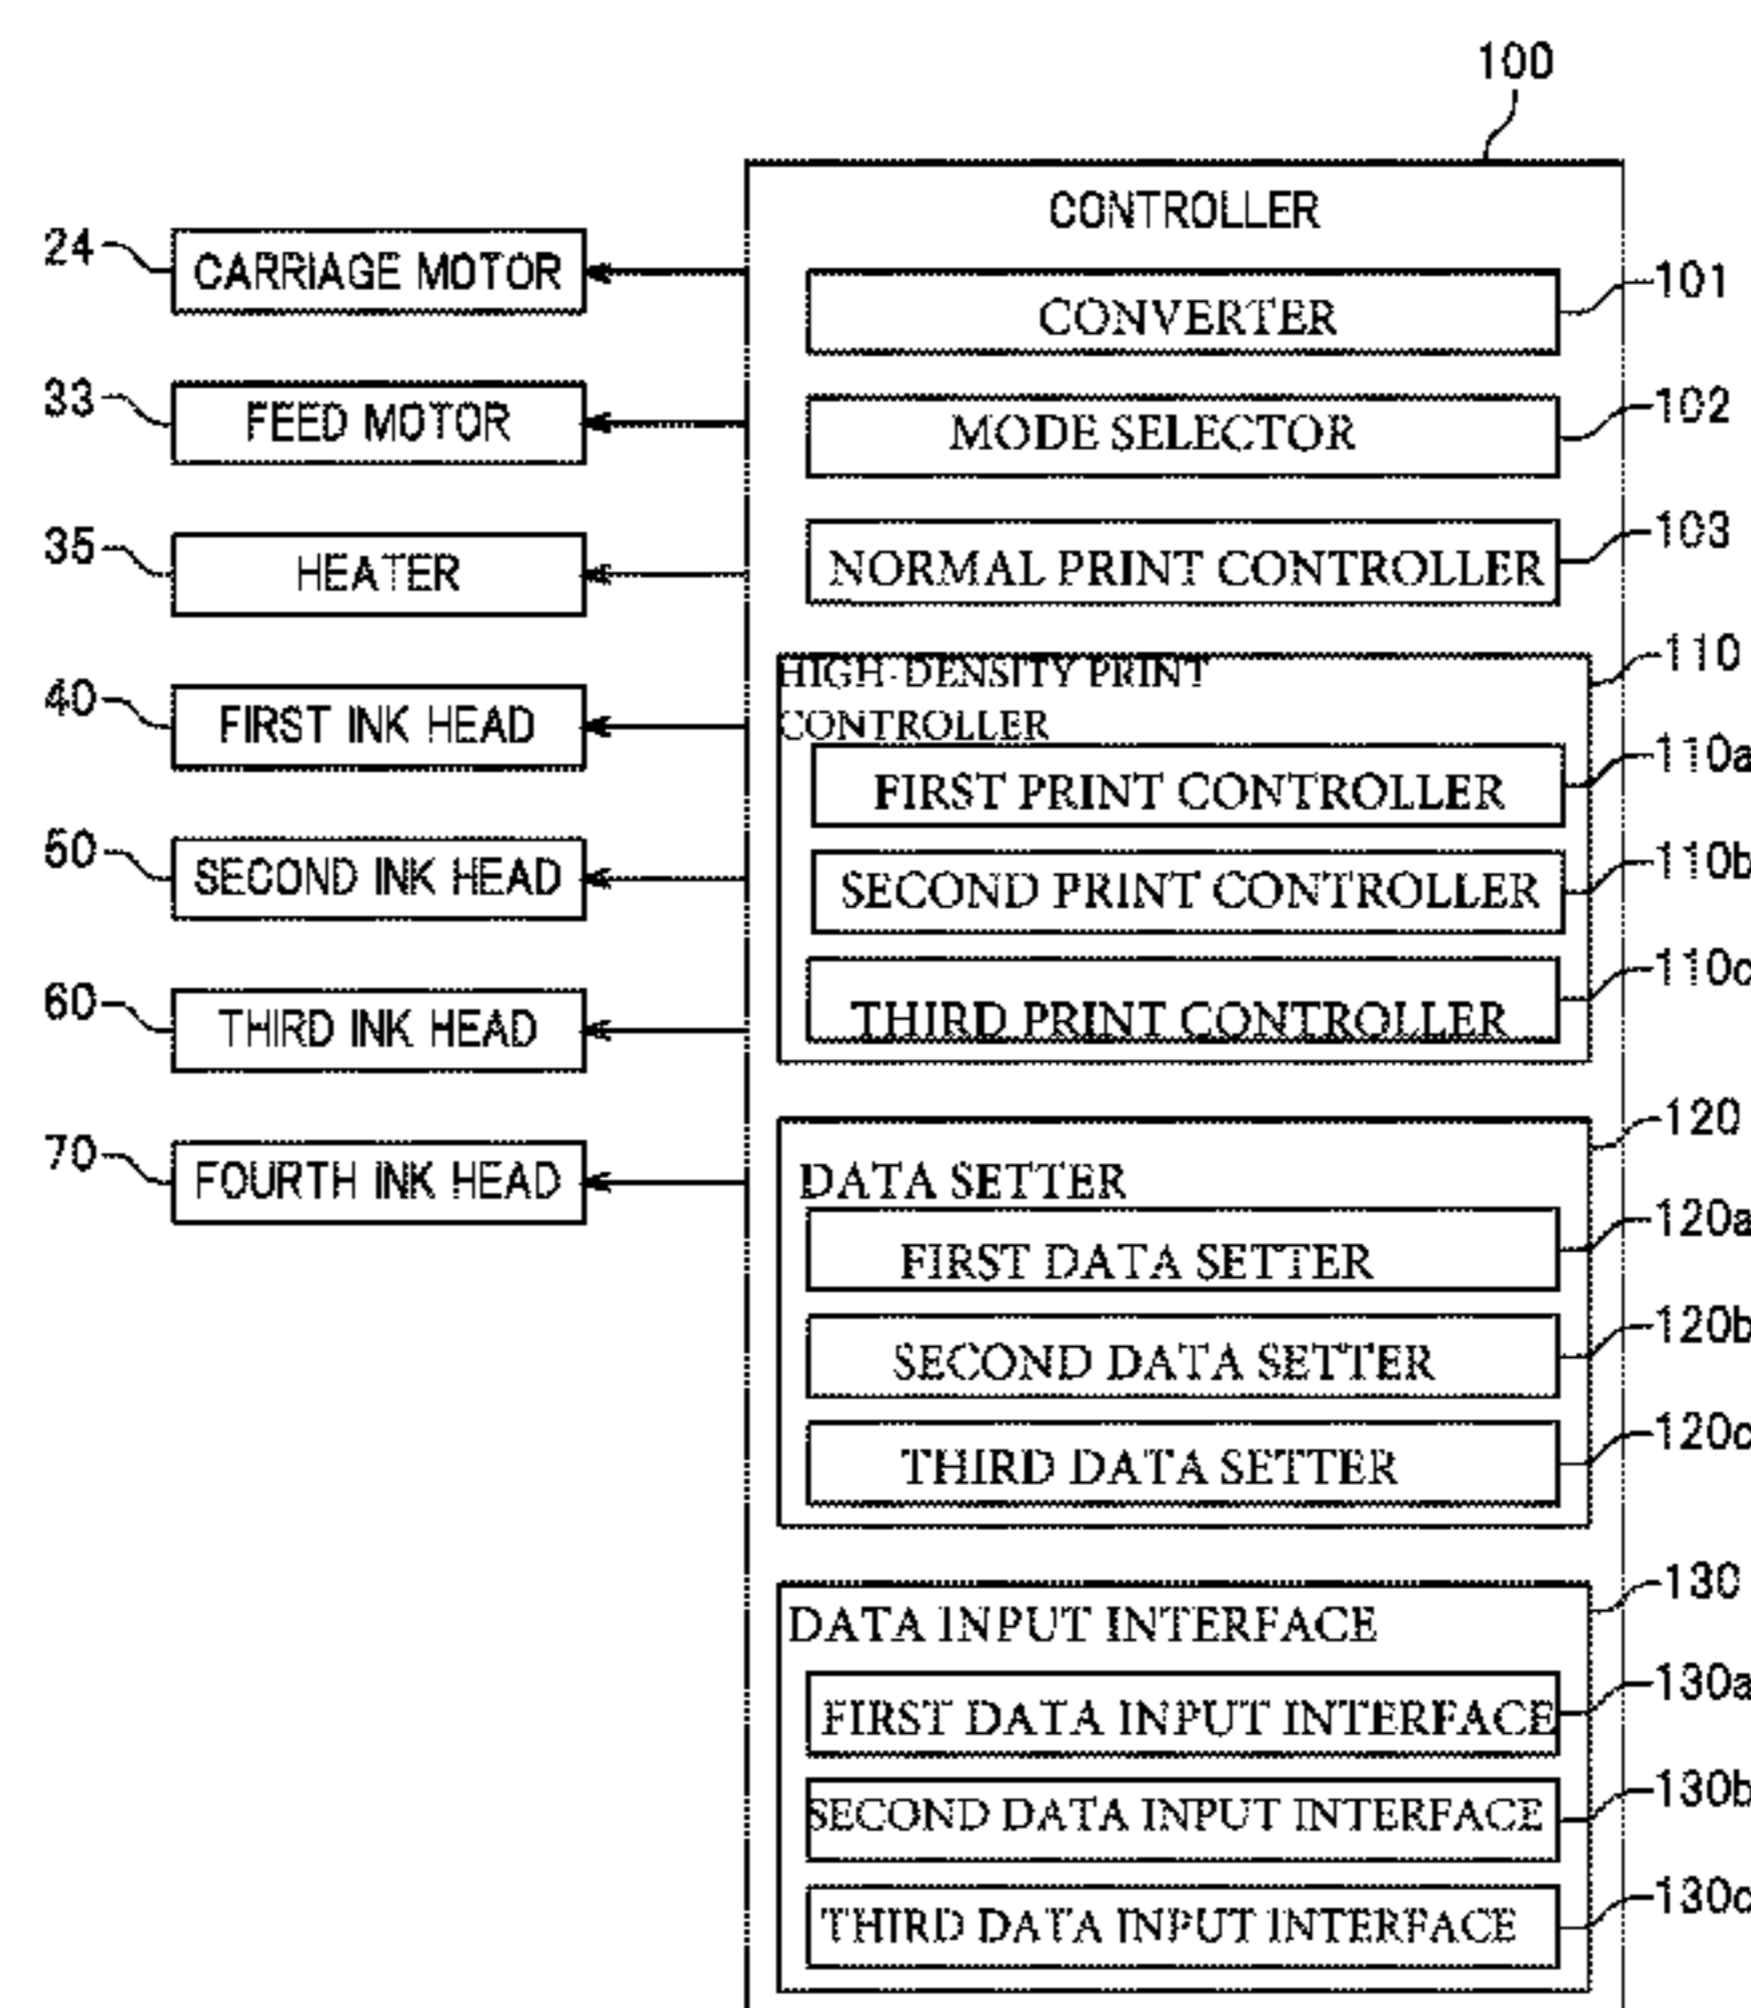 100
CONTROLLER
24 CARRIAGE MOTOR
CONVERTER 101
33 FEED MOTOR
MODE SELECTOR 102
35 HEATER
NORMAL PRINT CONTROLLER 103
HIGH-DENSITY PRINT 110
CONTROLLER
40 FIRST INK HEAD
FIRST PRINT CONTROLLER 110a
50 SECOND INK HEAD
SECOND PRINT CONTROLLER 110b
60 THIRD INK HEAD
THIRD PRINT CONTROLLER 110c
70 FOURTH INK HEAD
DATA SETTER 120
FIRST DATA SETTER 120a
SECOND DATA SETTER 120b
THIRD DATA SETTER 120c
DATA INPUT INTERFACE 130
FIRST DATA INPUT INTERFACE 130a
SECOND DATA INPUT INTERFACE 130b
THIRD DATA INPUT INTERFACE 130c